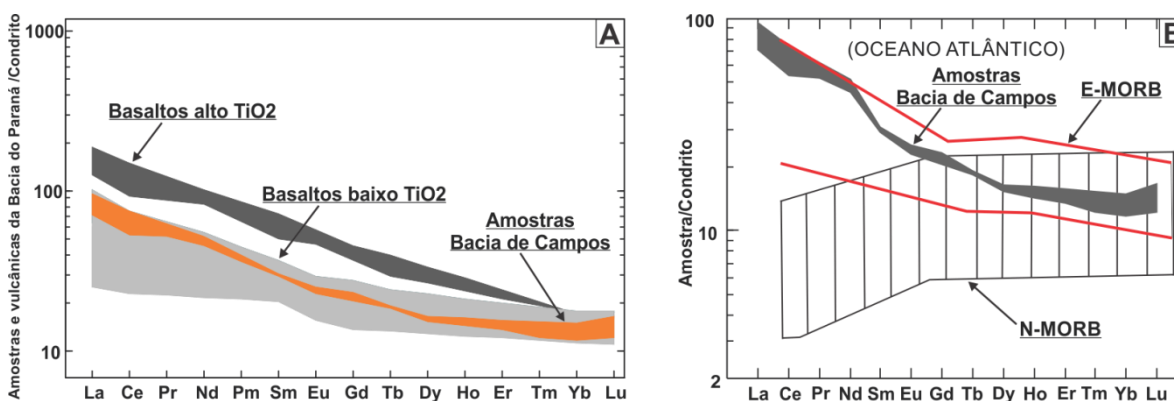 Amostras e vulcânicas da Bacia do Paraná /Condrito
1000
100
10
A
Basaltos alto TiO2
Basaltos baixo TiO2
Amostras
Bacia de Campos
La Ce Pr Nd Pm Sm Eu Gd Tb Dy Ho Er Tm Yb Lu
Amostra/Condrito
100
10
2
(OCEANO ATLÂNTICO)
Amostras
Bacia de Campos
E-MORB
N-MORB
La Ce Pr Nd Sm Eu Gd Tb Dy Ho Er Tm Yb Lu